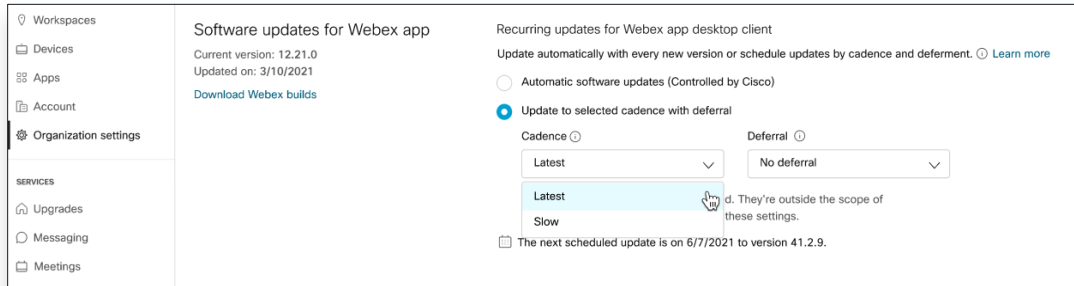 Workspaces
Devices
Apps
Account
Organization settings
SERVICES
Upgrades
Messaging
Meetings
Software updates for Webex app
Current version: 12.21.0
Updated on: 3/10/2021
Download Webex builds
Recurring updates for Webex app desktop client
Update automatically with every new version or schedule updates by cadence and deferment. Learn more
Automatic software updates (Controlled by Cisco)
Update to selected cadence with deferral
Cadence Deferral
Latest No deferral
Latest
d. They're outside the scope of
Slow
these settings.
The next scheduled update is on 6/7/2021 to version 41.2.9.